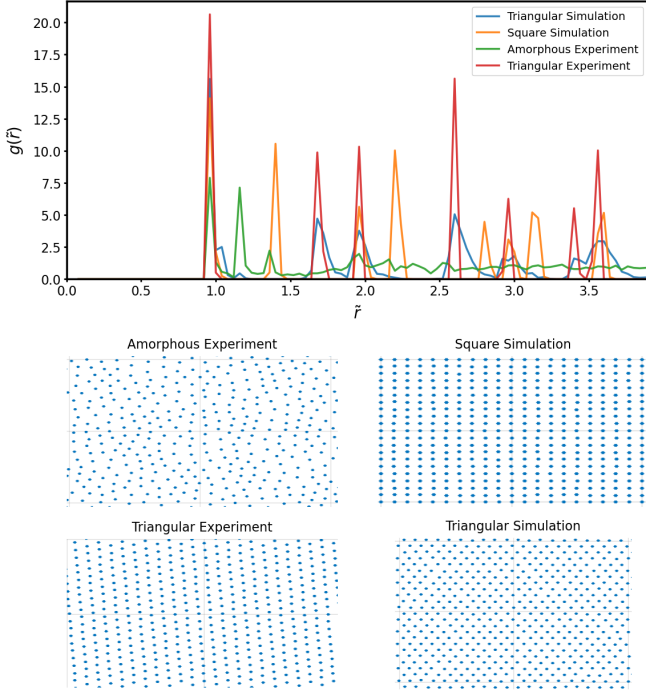 20.0
17.5
15.0
12.5
10.0
7.5
5.0
2.5
0.0
g(r̃)
Triangular Simulation
Square Simulation
Amorphous Experiment
Triangular Experiment
0.0 0.5 1.0 1.5 2.0 2.5 3.0 3.5
r̃
Amorphous Experiment Square Simulation
Triangular Experiment Triangular Simulation